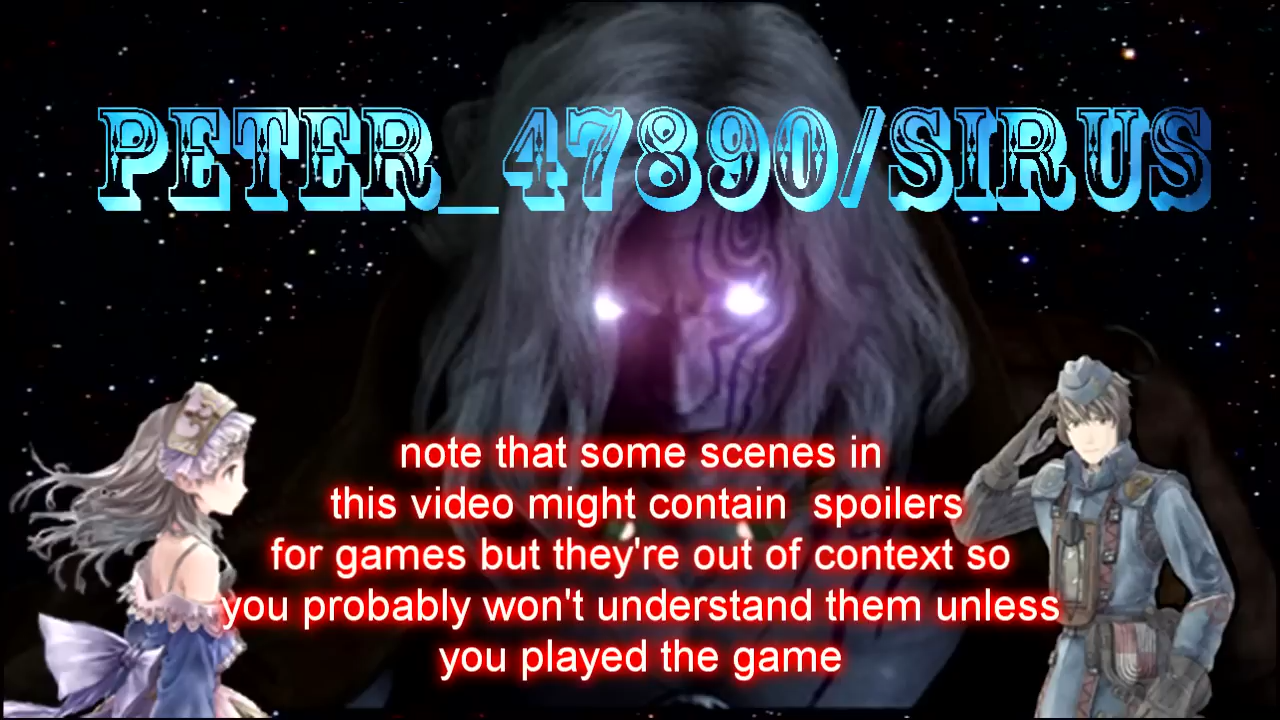 PETER_47890/SIRUS
note that some scenes in
this video might contain  spoilers
for games but they're out of context so
you probably won't understand them unless
you played the game